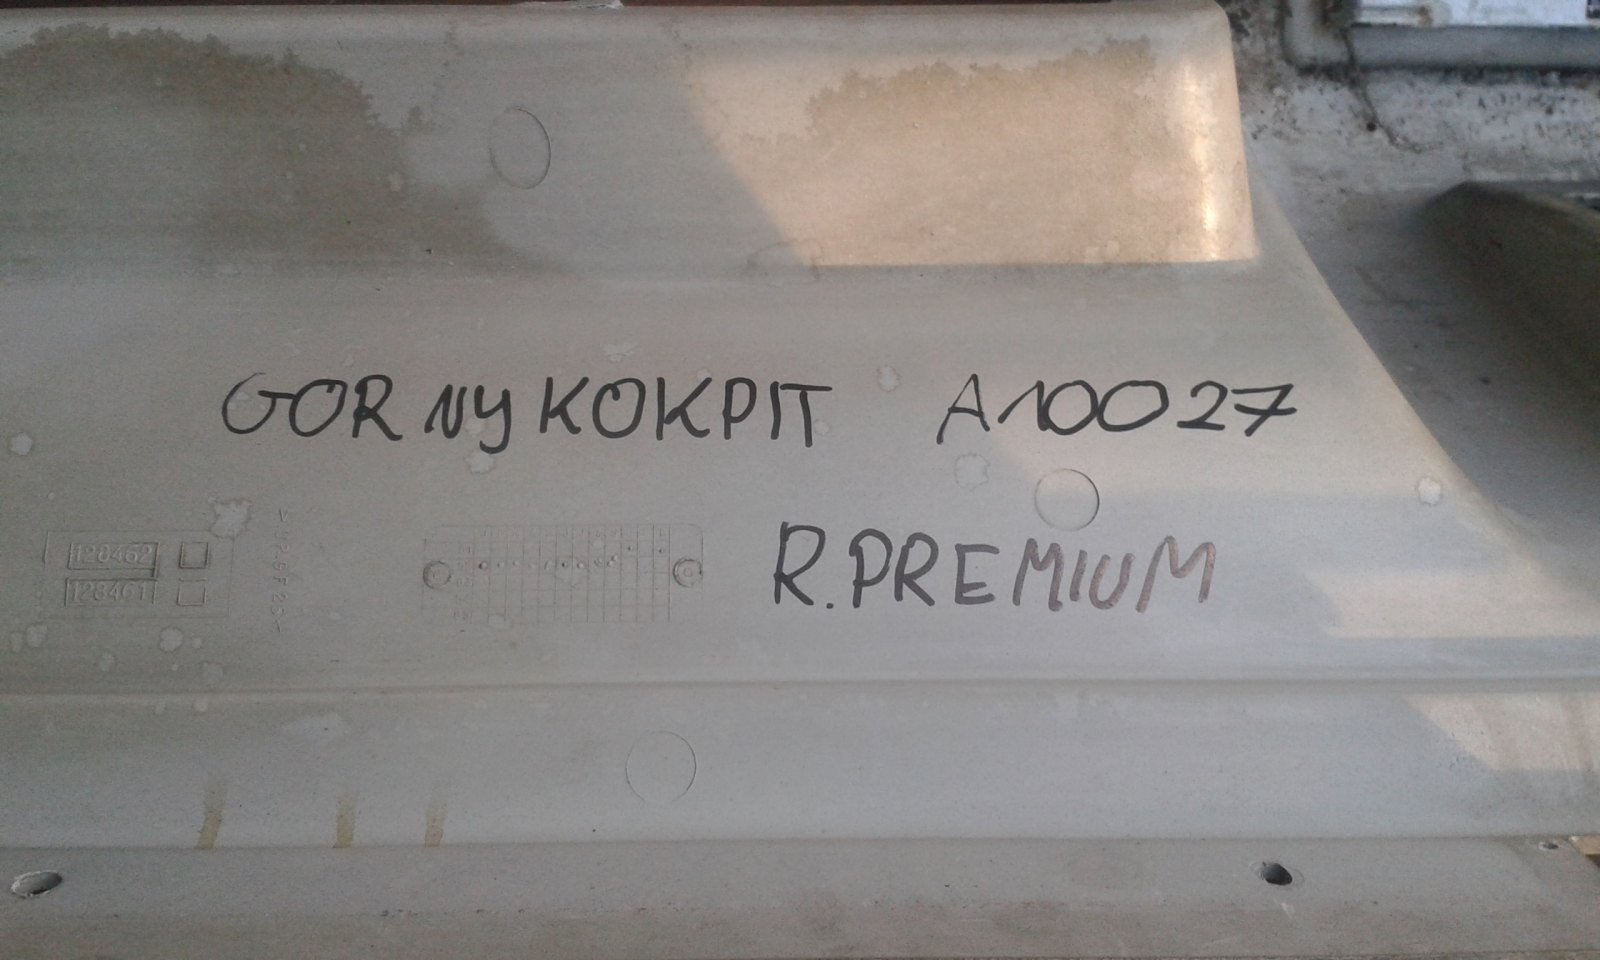 GORNY KOKPIT A10027
R. PREMIUM
128462
128461